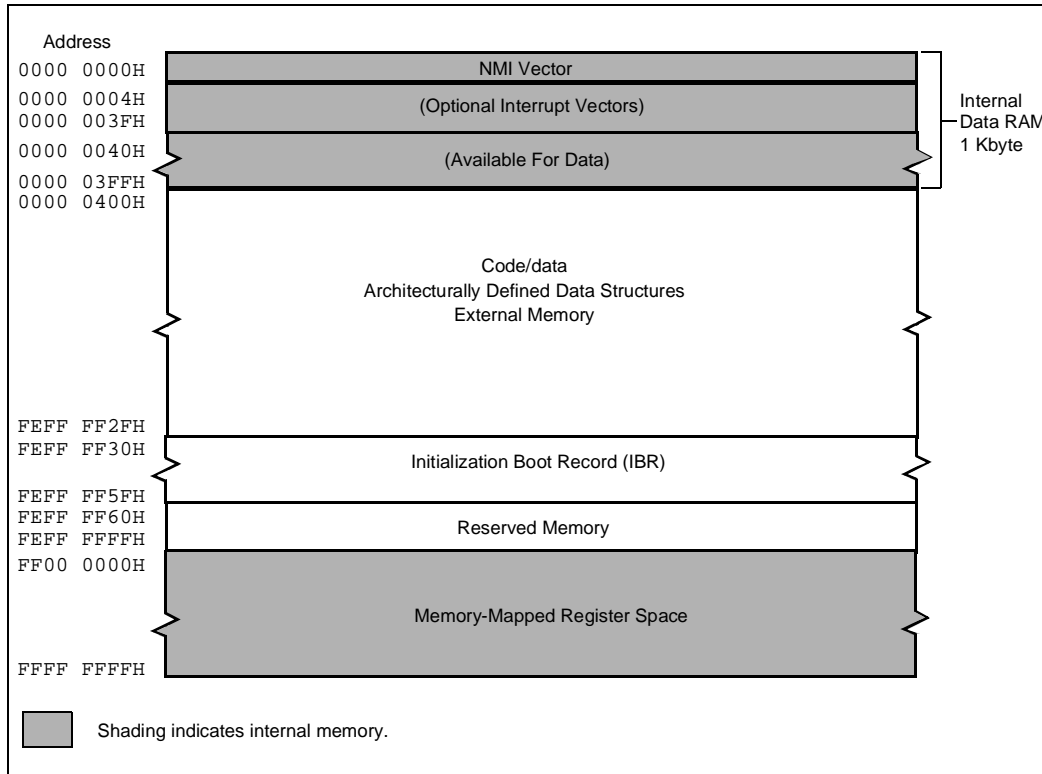 Address
0000 0000H
NMI Vector
0000 0004H
(Optional Interrupt Vectors)
0000 003FH
0000 0040H
(Available For Data)
0000 03FFH
Internal
Data RAM
1 Kbyte
0000 0400H
Code/data
Architecturally Defined Data Structures
External Memory
FEFF FF2FH
FEFF FF30H
Initialization Boot Record (IBR)
FEFF FF5FH
FEFF FF60H
Reserved Memory
FEFF FFFFH
FF00 0000H
Memory-Mapped Register Space
FFFF FFFFH
Shading indicates internal memory.